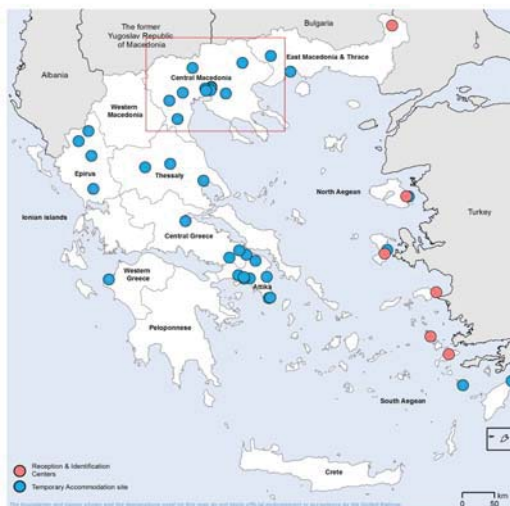 The former
Yugoslav Republic
of Macedonia
Bulgaria
East Macedonia & Thrace
Albania
Central Macedonia
Western
Macedonia
Epirus
Thessaly
North Aegean
Turkey
Ionian Islands
Central Greece
Western
Greece
Attika
Peloponnese
South Aegean
Crete
Reception & Identification
Centers
Temporary Accommodation site
km
0 50